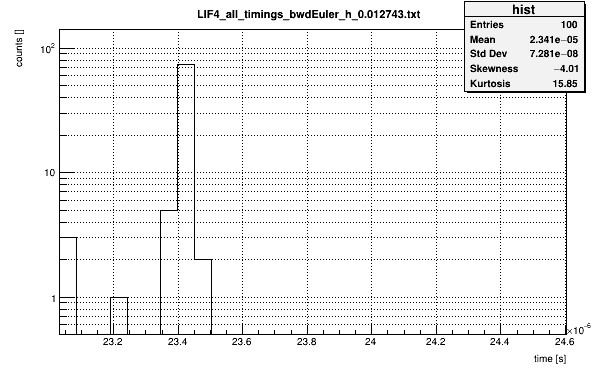 LIF4_all_timings_bwdEuler_h_0.012743.txt
hist
Entries 100
Mean 2.341e−05
Std Dev 7.281e−08
Skewness −4.01
Kurtosis 15.85
counts []
10²
10
1
23.2 23.4 23.6 23.8 24 24.2 24.4 24.6
×10⁻⁶
time [s]